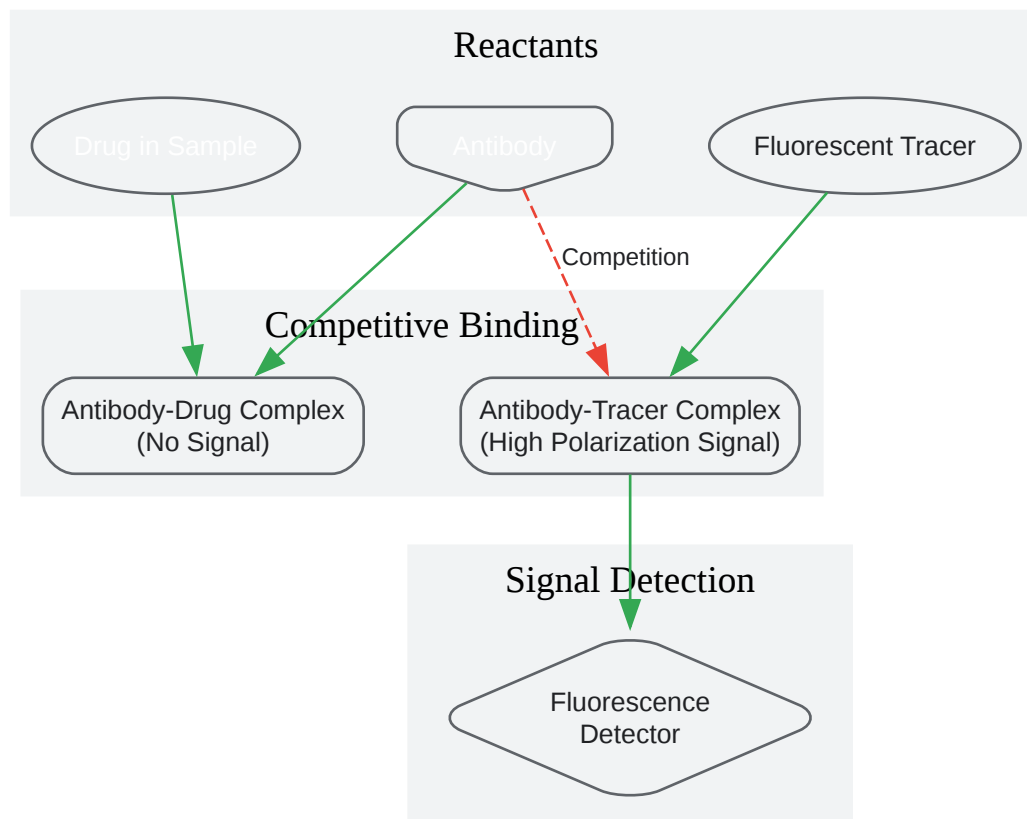 Reactants
Drug in Sample
Antibody
Fluorescent Tracer
Competition
Competitive Binding
Antibody-Drug Complex
(No Signal)
Antibody-Tracer Complex
(High Polarization Signal)
Signal Detection
Fluorescence
Detector